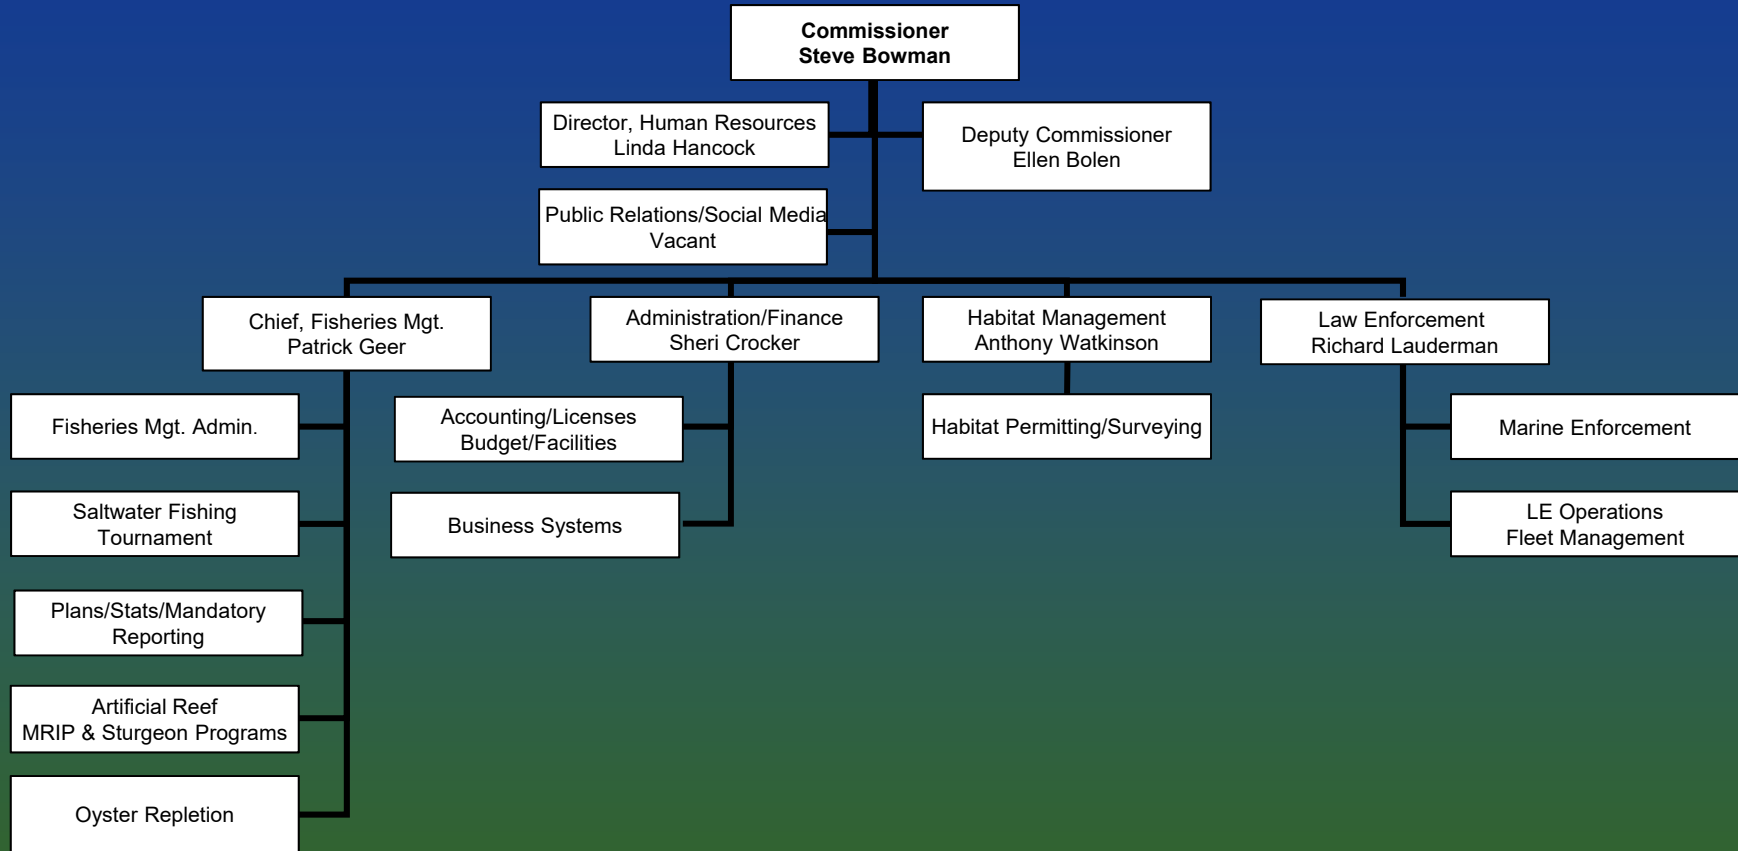 Commissioner
Steve Bowman
Director, Human Resources
Linda Hancock
Deputy Commissioner
Ellen Bolen
Public Relations/Social Media
Vacant
Chief, Fisheries Mgt.
Patrick Geer
Administration/Finance
Sheri Crocker
Habitat Management
Anthony Watkinson
Law Enforcement
Richard Lauderman
Fisheries Mgt. Admin.
Accounting/Licenses
Budget/Facilities
Habitat Permitting/Surveying
Marine Enforcement
Saltwater Fishing
Tournament
Business Systems
LE Operations
Fleet Management
Plans/Stats/Mandatory
Reporting
Artificial Reef
MRIP & Sturgeon Programs
Oyster Repletion